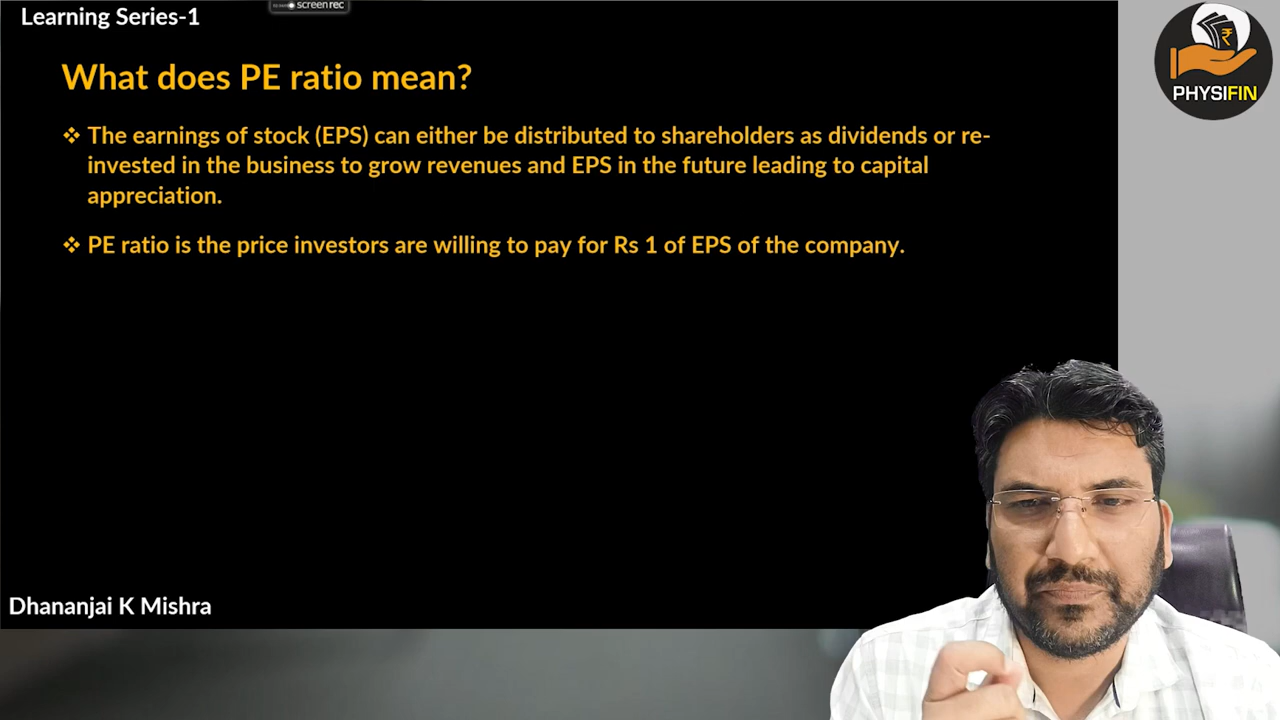 Learning Series-1
screenrec
PHYSIFIN
What does PE ratio mean?
❖ The earnings of stock (EPS) can either be distributed to shareholders as dividends or re-
invested in the business to grow revenues and EPS in the future leading to capital
appreciation.
❖ PE ratio is the price investors are willing to pay for Rs 1 of EPS of the company.
Dhananjai K Mishra